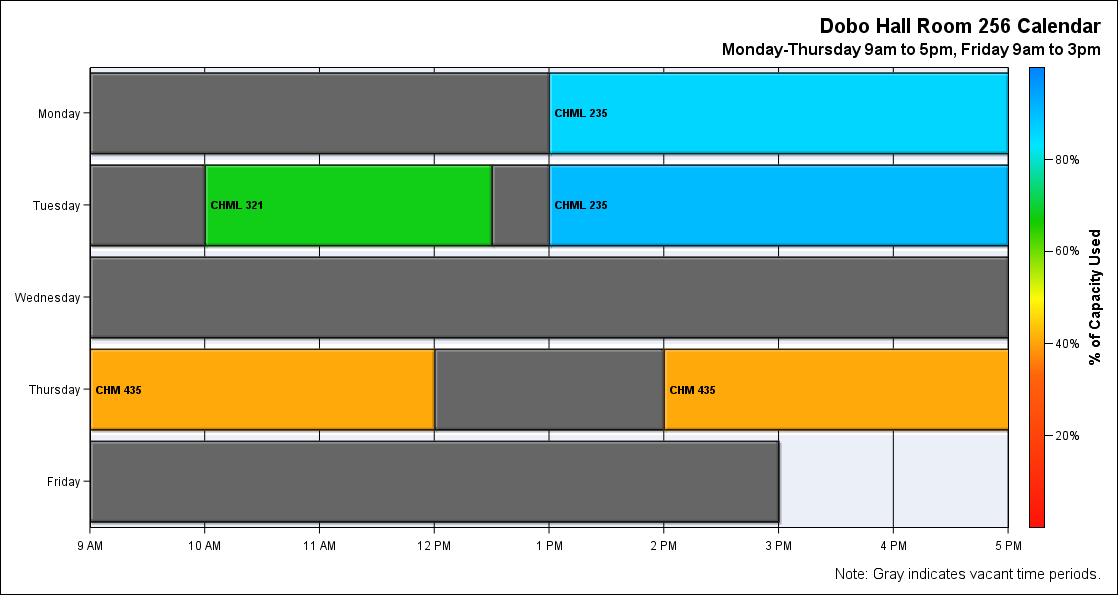 Dobo Hall Room 256 Calendar
Monday-Thursday 9am to 5pm, Friday 9am to 3pm
Monday
CHML 235
Tuesday
CHML 321
CHML 235
Wednesday
Thursday
CHM 435
CHM 435
Friday
9 AM
10 AM
11 AM
12 PM
1 PM
2 PM
3 PM
4 PM
5 PM
80%
60%
40%
20%
% of Capacity Used
Note: Gray indicates vacant time periods.